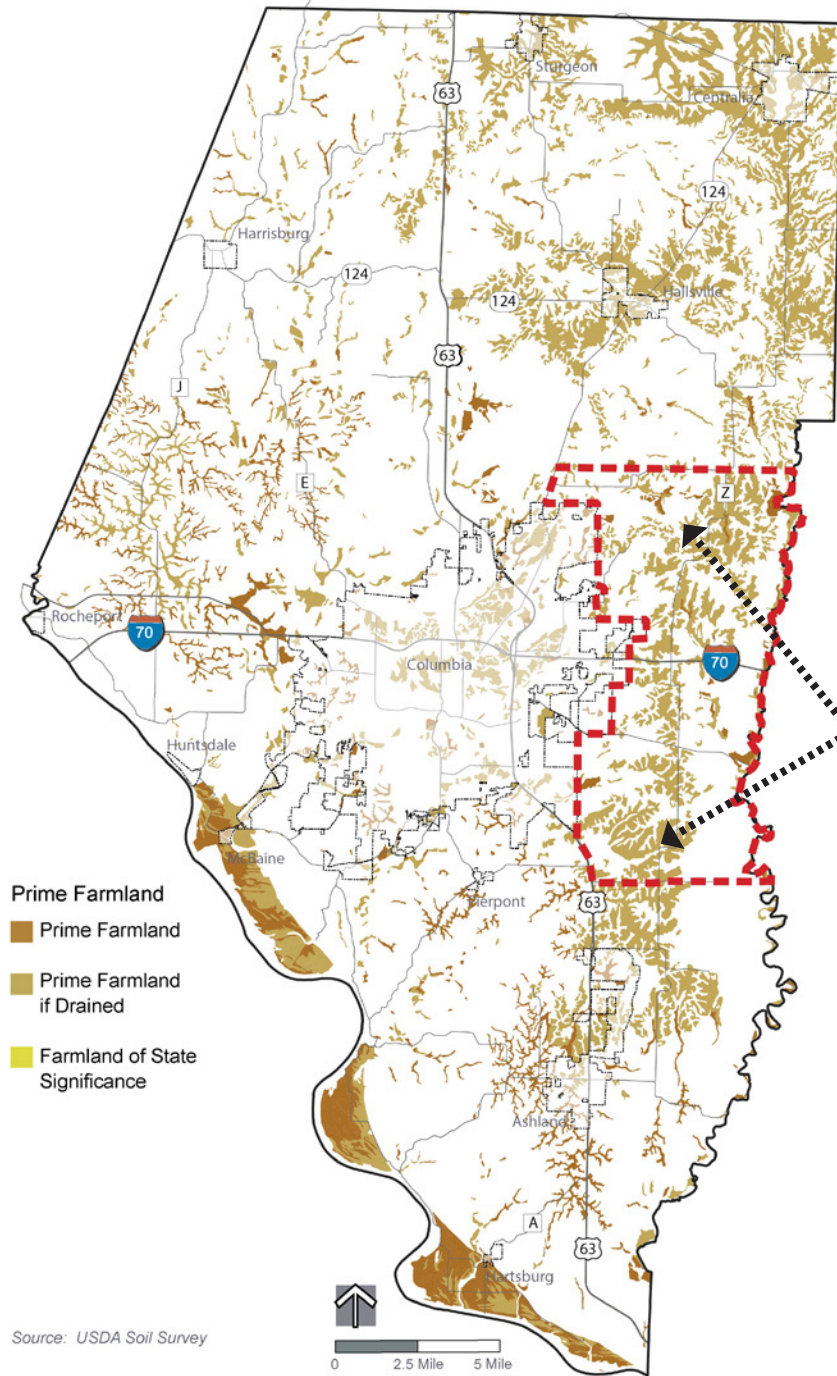 Sturgeon
63
Centralia
124
Harrisburg
124
124
Hallsville
63
J
E
Z
Rocheport
70
Columbia
70
Huntsdale
McBaine
Pierpont
63
Ashland
A
63
Hartsburg
Prime Farmland
Prime Farmland
Prime Farmland
if Drained
Farmland of State
Significance
Source: USDA Soil Survey
0 2.5 Mile 5 Mile